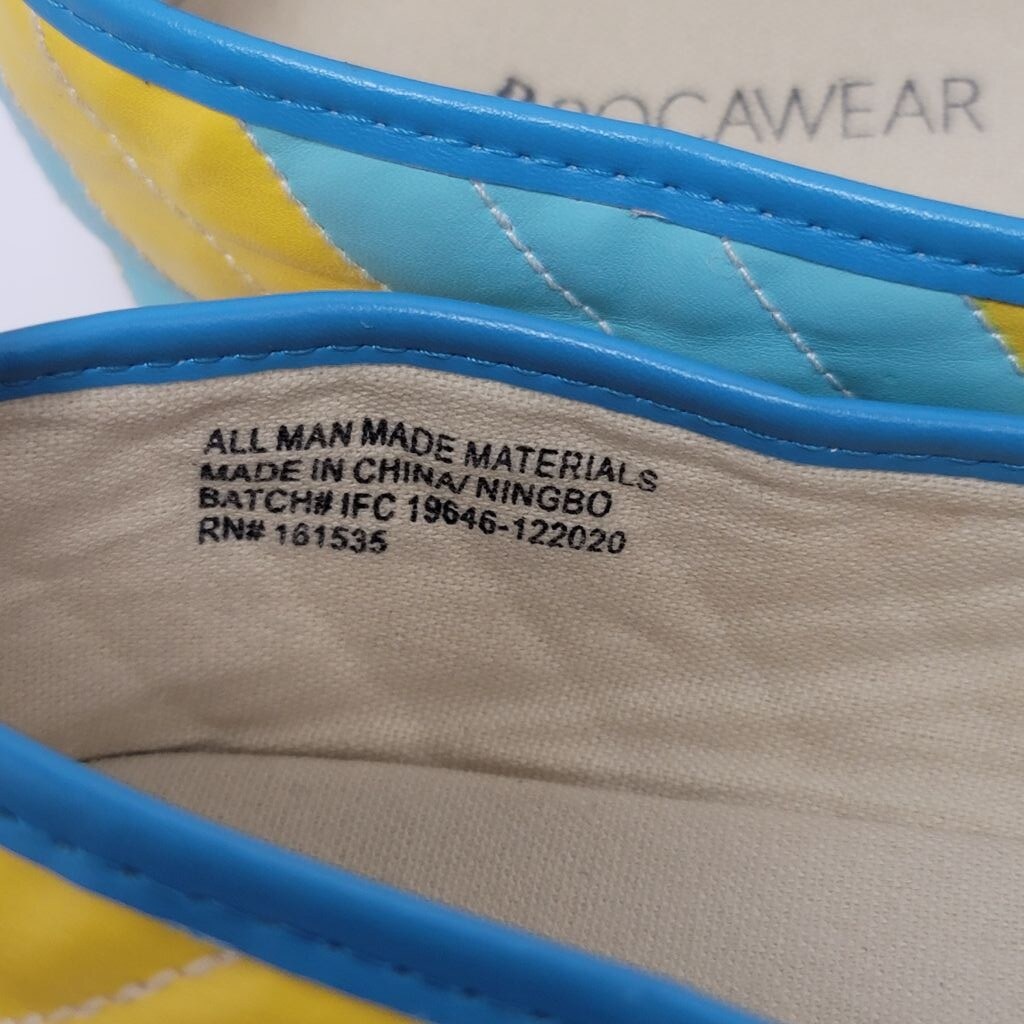 ROCAWEAR
ALL MAN MADE MATERIALS
MADE IN CHINA/ NINGBO
BATCH# IFC 19646-122020
RN# 161535